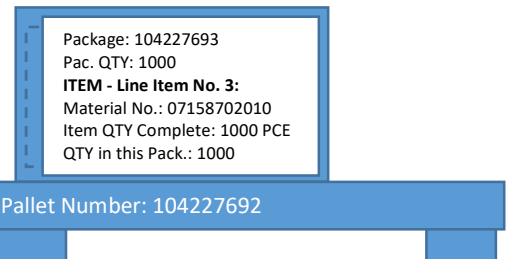 Package: 104227693
Pac. QTY: 1000
ITEM - Line Item No. 3:
Material No.: 07158702010
Item QTY Complete: 1000 PCE
QTY in this Pack.: 1000
Pallet Number: 104227692